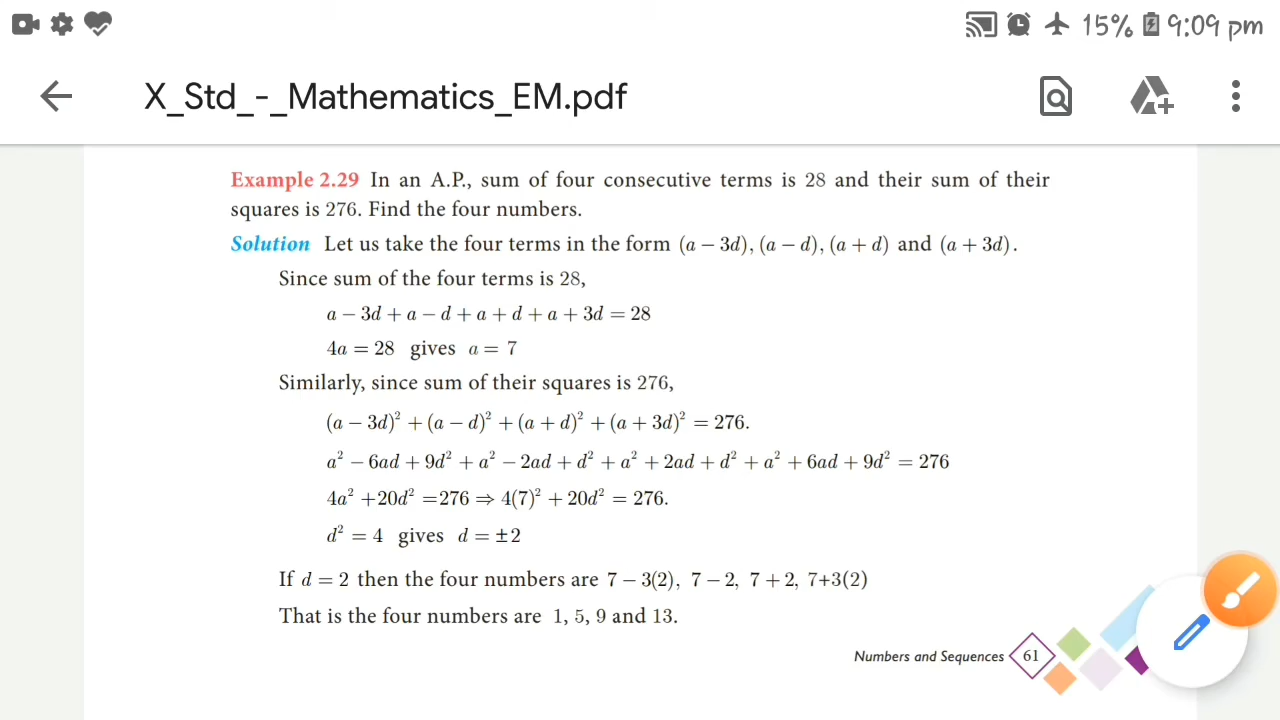 15% 9:09 pm
X_Std_-_Mathematics_EM.pdf
Example 2.29 In an A.P., sum of four consecutive terms is 28 and their sum of their
squares is 276. Find the four numbers.
Solution Let us take the four terms in the form (a − 3d), (a − d), (a + d) and (a + 3d).
Since sum of the four terms is 28,
a − 3d + a − d + a + d + a + 3d = 28
4a = 28 gives a = 7
Similarly, since sum of their squares is 276,
(a − 3d)² + (a − d)² + (a + d)² + (a + 3d)² = 276.
a² − 6ad + 9d² + a² − 2ad + d² + a² + 2ad + d² + a² + 6ad + 9d² = 276
4a² +20d² =276 ⇒ 4(7)² + 20d² = 276.
d² = 4 gives d = ±2
If d = 2 then the four numbers are 7 − 3(2), 7 − 2, 7 + 2, 7+3(2)
That is the four numbers are 1, 5, 9 and 13.
Numbers and Sequences 61